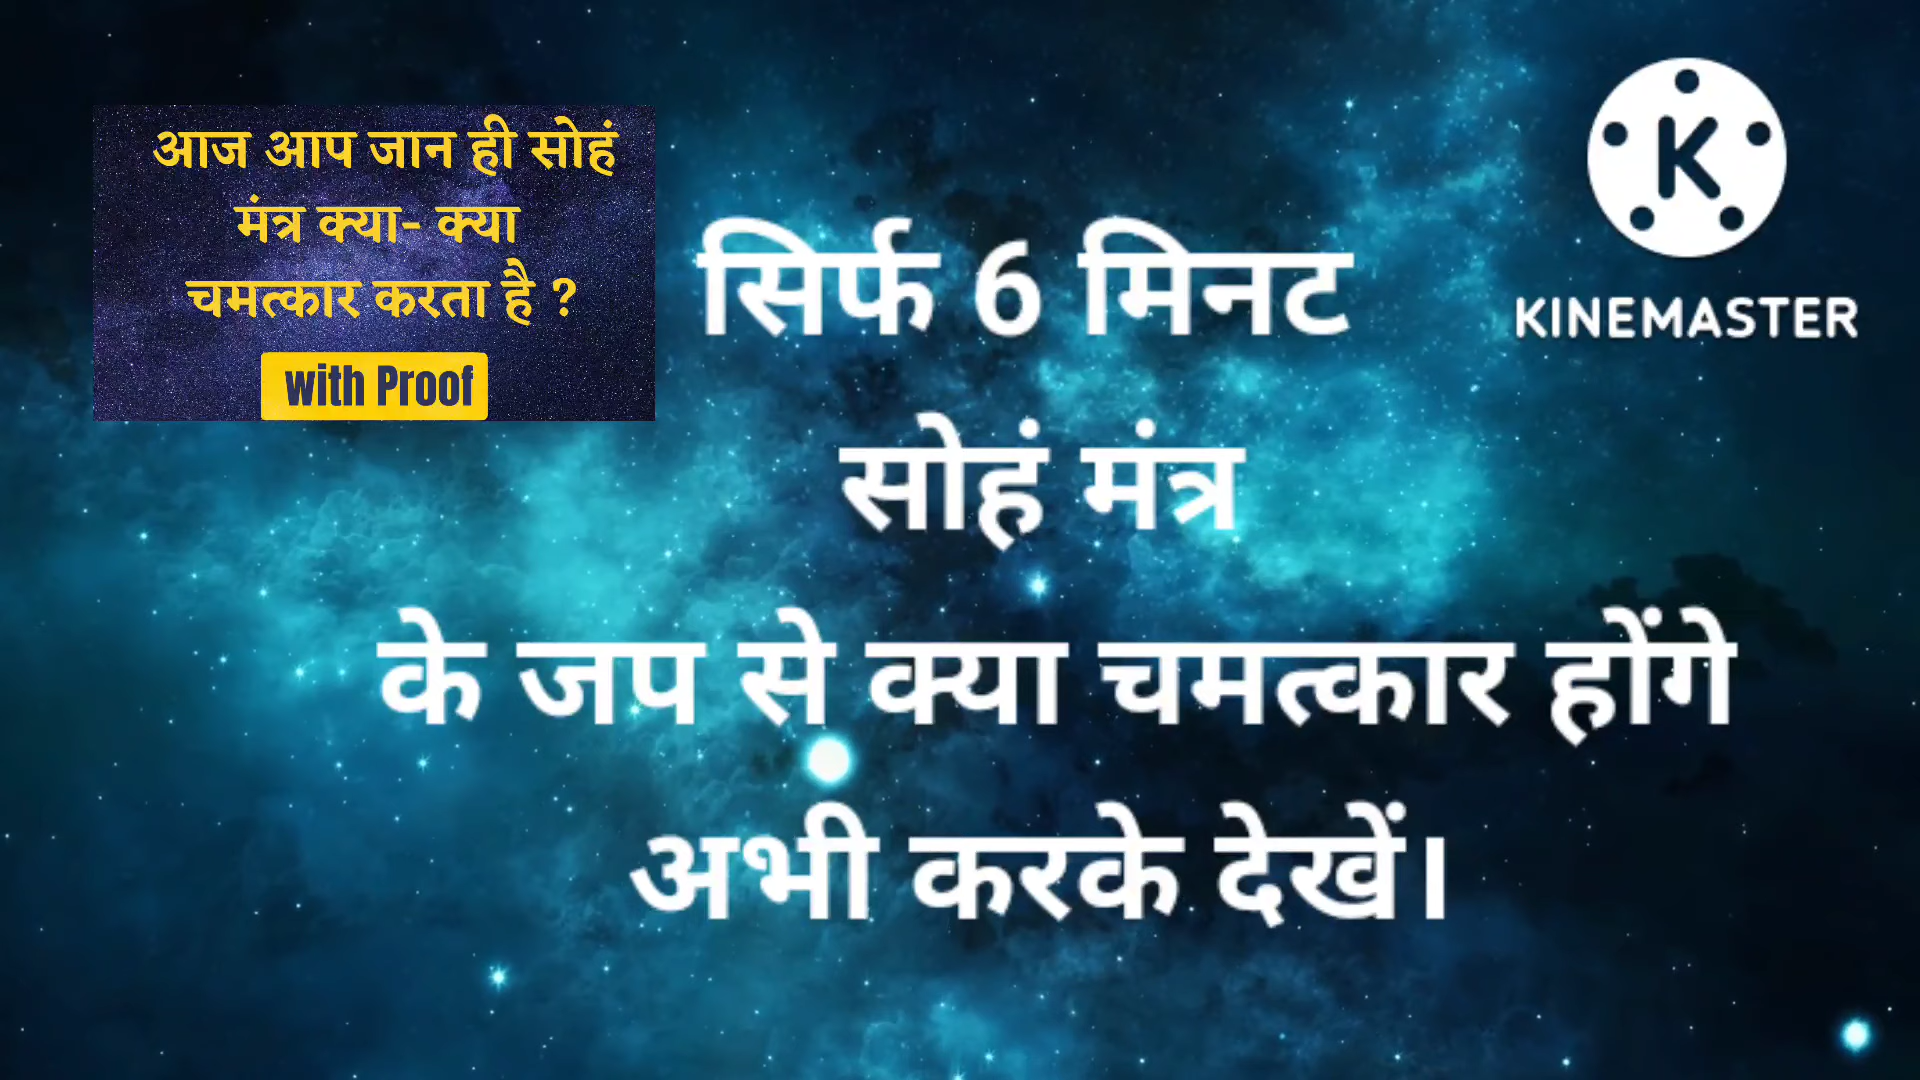 आज आप जान ही सोहं
मंत्र क्या- क्या
चमत्कार करता है ?
with Proof
सिर्फ 6 मिनट
सोहं मंत्र
के जप से क्या चमत्कार होंगे
अभी करके देखें।
K
KINEMASTER